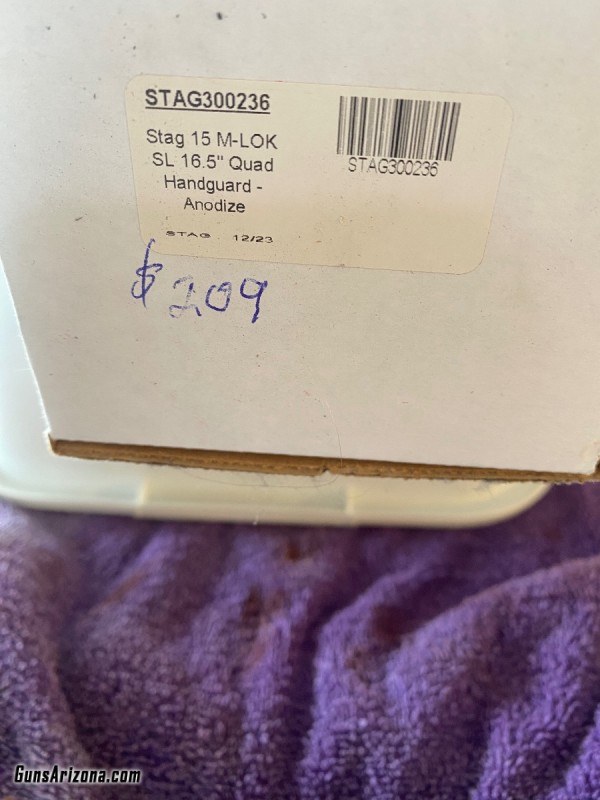 STAG300236
Stag 15 M-LOK
SL 16.5" Quad
Handguard -
Anodize
STAG 12/23
STAG300236
$209
GunsArizona.com